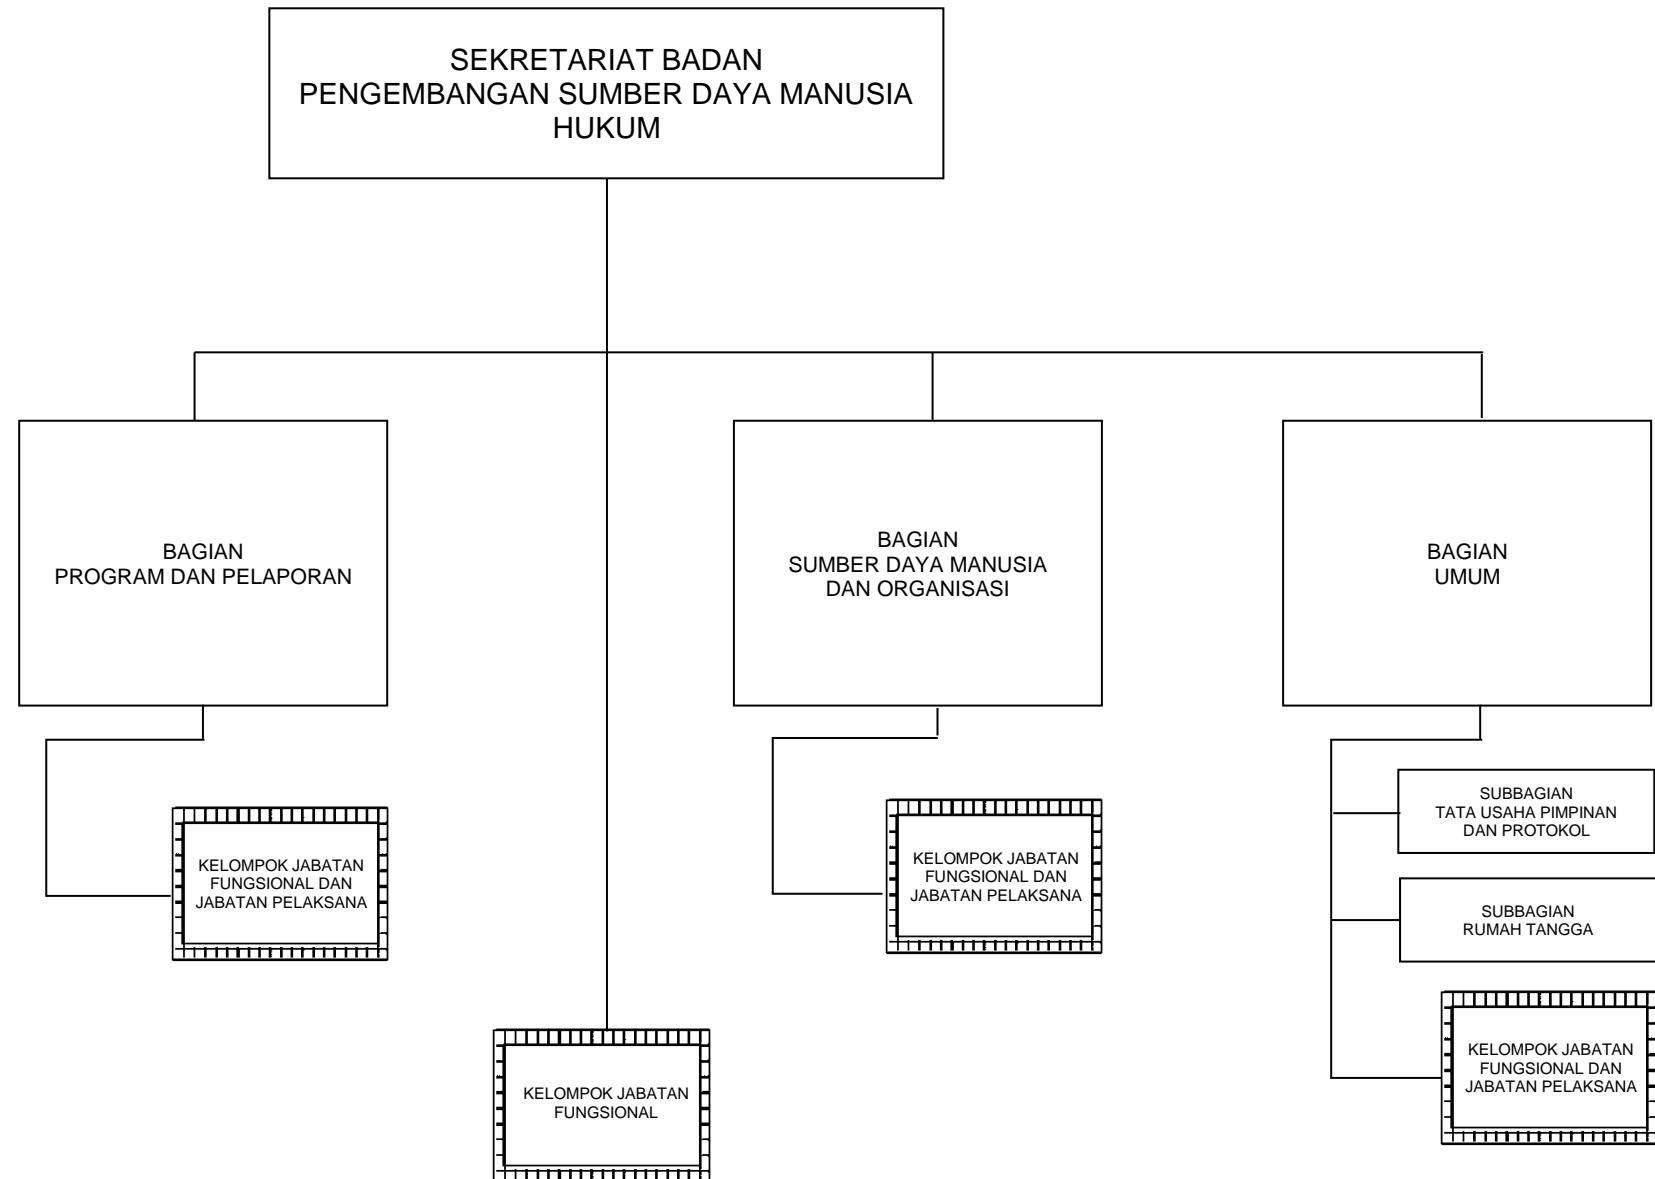 SEKRETARIAT BADAN
PENGEMBANGAN SUMBER DAYA MANUSIA
HUKUM
BAGIAN
PROGRAM DAN PELAPORAN
BAGIAN
SUMBER DAYA MANUSIA
DAN ORGANISASI
BAGIAN
UMUM
KELOMPOK JABATAN
FUNGSIONAL DAN
JABATAN PELAKSANA
KELOMPOK JABATAN
FUNGSIONAL DAN
JABATAN PELAKSANA
SUBBAGIAN
TATA USAHA PIMPINAN
DAN PROTOKOL
SUBBAGIAN
RUMAH TANGGA
KELOMPOK JABATAN
FUNGSIONAL DAN
JABATAN PELAKSANA
KELOMPOK JABATAN
FUNGSIONAL